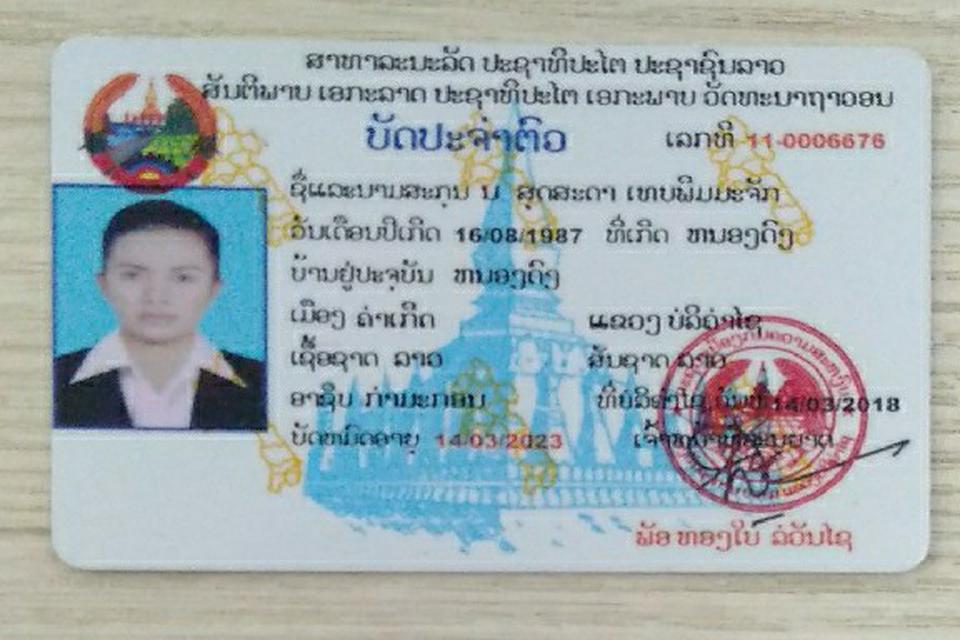 ສາທາລະນະລັດ ປະຊາທິປະໄຕ ປະຊາຊົນລາວ
ສັນຕິພາບ ເອກະລາດ ປະຊາທິປະໄຕ ເອກະພາບ ວັດທະນາຖາວອນ
ບັດປະຈຳຕົວ ເລກທີ 11-0006676
ຊື່ແລະນາມສະກຸນ ນ ສຸດສະດາ ເທບພິມມະຈັກ
ວັນເດືອນປີເກີດ 16/08/1987 ທີ່ເກີດ ໜອງດົງ
ບ້ານຢູ່ປະຈຸບັນ ໜອງດົງ
ເມືອງ ຄຳເກີດ ແຂວງ ບໍລິຄຳໄຊ
ເຊື້ອຊາດ ລາວ ສັນຊາດ ລາວ
ອາຊີບ ກຳມະກອນ ທີ່ບໍລິຄຳໄຊ, ວັນທີ 14/03/2018
ບັດໝົດອາຍຸ 14/03/2023
ພັອ ທອງໃບ ລໍວັນໄຊ